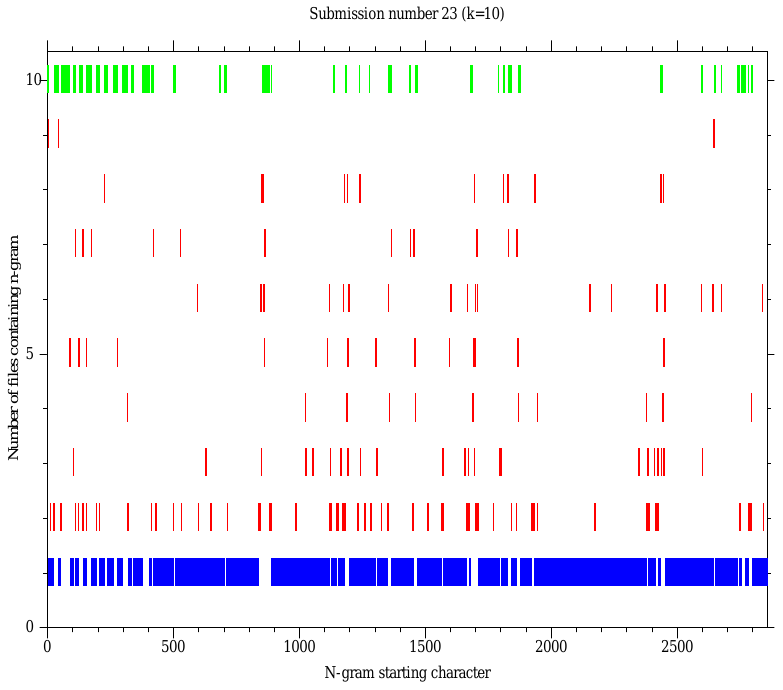 Submission number 23 (k=10)
Number of files containing n-gram
10
5
0
0 500 1000 1500 2000 2500
N-gram starting character